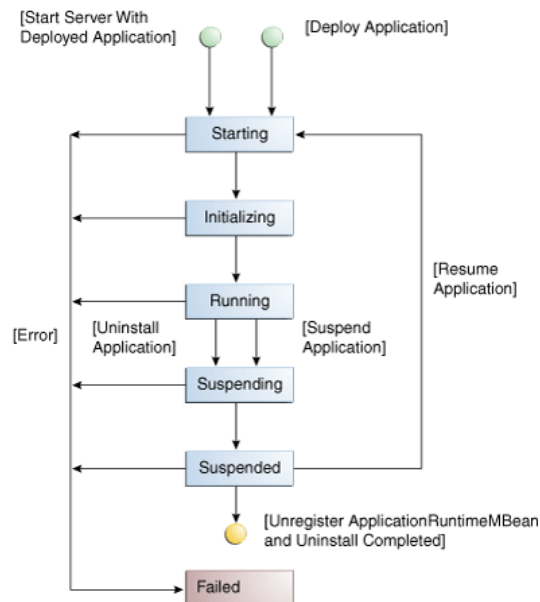 [Start Server With
Deployed Application]
[Deploy Application]
Starting
Initializing
[Resume
Application]
Running
[Error]
[Uninstall
Application]
[Suspend
Application]
Suspending
Suspended
[Unregister ApplicationRuntimeMBean
and Uninstall Completed]
Failed